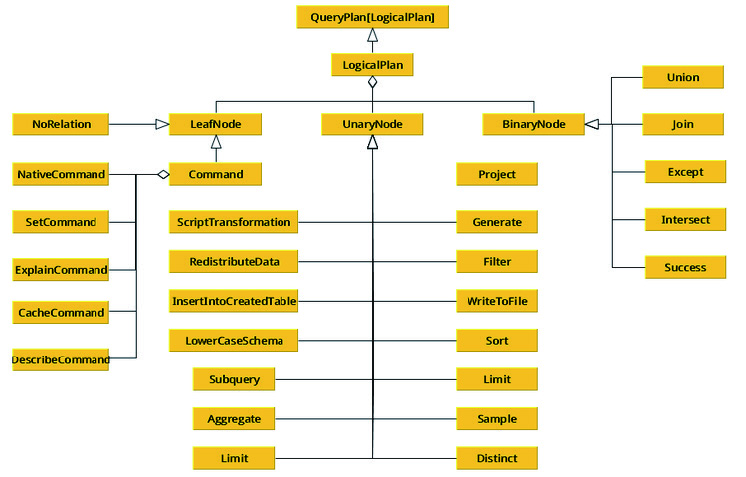 QueryPlan[LogicalPlan]
LogicalPlan
Union
NoRelation
LeafNode
UnaryNode
BinaryNode
Join
NativeCommand
Command
Project
Except
SetCommand
ScriptTransformation
Generate
Intersect
ExplainCommand
RedistributeData
Filter
Success
CacheCommand
InsertIntoCreatedTable
WriteToFile
LowerCaseSchema
Sort
DescribeCommand
Subquery
Limit
Aggregate
Sample
Limit
Distinct